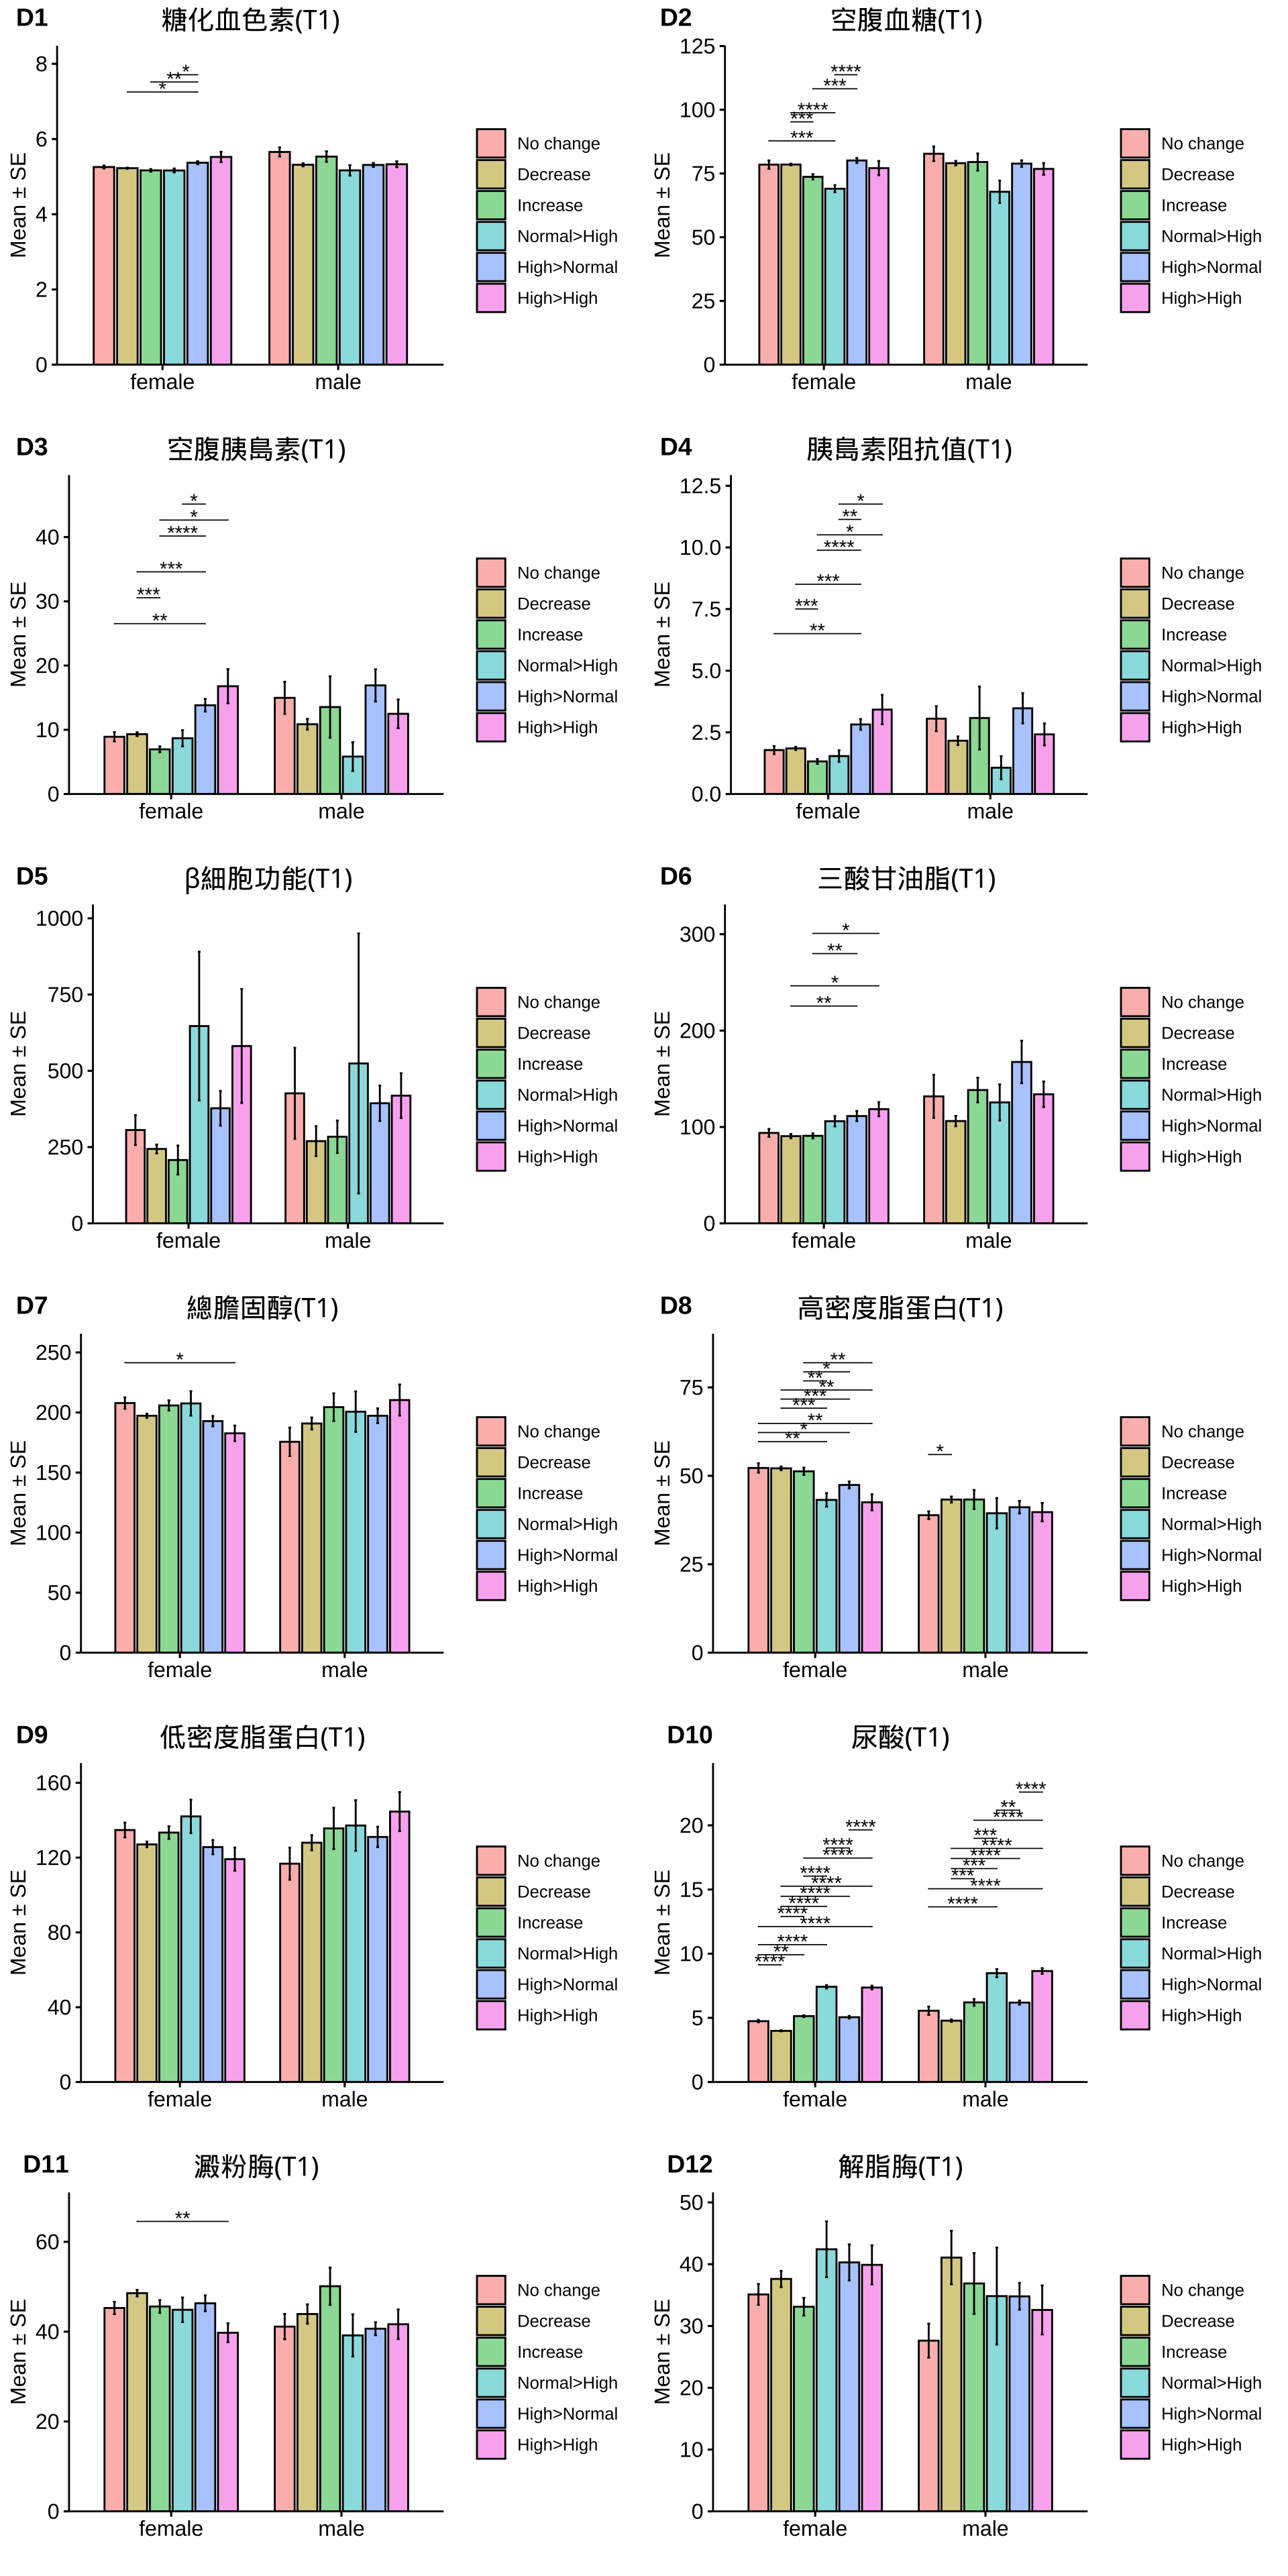 D1
糖化血色素(T1)
Mean ± SE
8
6
4
2
0
*
**
*
female
male
No change
Decrease
Increase
Normal>High
High>Normal
High>High
D2
空腹血糖(T1)
Mean ± SE
125
100
75
50
25
0
****
***
****
***
***
female
male
No change
Decrease
Increase
Normal>High
High>Normal
High>High
D3
空腹胰島素(T1)
Mean ± SE
40
30
20
10
0
*
*
****
***
***
**
female
male
No change
Decrease
Increase
Normal>High
High>Normal
High>High
D4
胰島素阻抗值(T1)
Mean ± SE
12.5
10.0
7.5
5.0
2.5
0.0
*
**
*
****
***
***
**
female
male
No change
Decrease
Increase
Normal>High
High>Normal
High>High
D5
β細胞功能(T1)
Mean ± SE
1000
750
500
250
0
female
male
No change
Decrease
Increase
Normal>High
High>Normal
High>High
D6
三酸甘油脂(T1)
Mean ± SE
300
200
100
0
*
**
*
**
female
male
No change
Decrease
Increase
Normal>High
High>Normal
High>High
D7
總膽固醇(T1)
Mean ± SE
250
200
150
100
50
0
*
female
male
No change
Decrease
Increase
Normal>High
High>Normal
High>High
D8
高密度脂蛋白(T1)
Mean ± SE
75
50
25
0
**
*
**
**
***
***
**
*
**
*
female
male
No change
Decrease
Increase
Normal>High
High>Normal
High>High
D9
低密度脂蛋白(T1)
Mean ± SE
160
120
80
40
0
female
male
No change
Decrease
Increase
Normal>High
High>Normal
High>High
D10
尿酸(T1)
Mean ± SE
20
15
10
5
0
****
****
****
****
****
****
****
****
****
****
**
****
****
**
****
***
****
****
***
***
****
****
female
male
No change
Decrease
Increase
Normal>High
High>Normal
High>High
D11
澱粉脢(T1)
Mean ± SE
60
40
20
0
**
female
male
No change
Decrease
Increase
Normal>High
High>Normal
High>High
D12
解脂脢(T1)
Mean ± SE
50
40
30
20
10
0
female
male
No change
Decrease
Increase
Normal>High
High>Normal
High>High